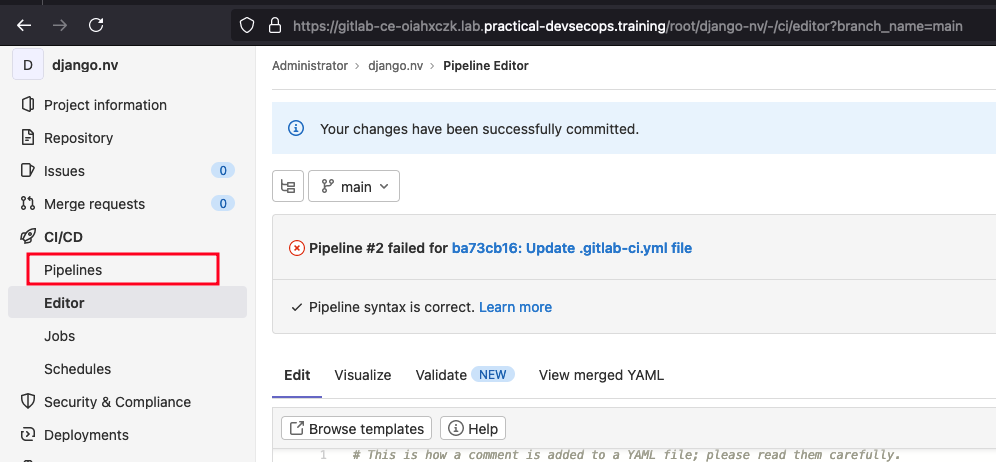 https://gitlab-ce-oiahxczk.lab.practical-devsecops.training/root/django-nv/-/ci/editor?branch_name=main
D django.nv
Project information
Repository
Issues 0
Merge requests 0
CI/CD
Pipelines
Editor
Jobs
Schedules
Security & Compliance
Deployments
Administrator > django.nv > Pipeline Editor
Your changes have been successfully committed.
main
Pipeline #2 failed for ba73cb16: Update .gitlab-ci.yml file
Pipeline syntax is correct. Learn more
Edit Visualize Validate NEW View merged YAML
Browse templates Help
1 # This is how a comment is added to a YAML file; please read them carefully.